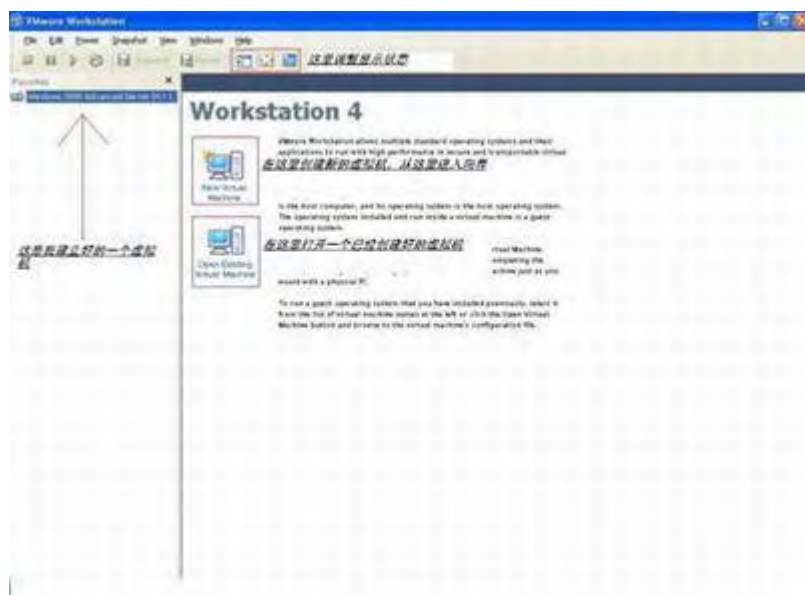 VMware Workstation
File Edit Power Snapshot View Windows Help
这里调整显示状态
Favorites
Windows 2000 Advanced Server
Workstation 4
VMware Workstation allows multiple standard operating systems and their
applications to run with high performance in secure and transportable virtual
在这里创建新的虚拟机，从这里进入向导
New Virtual
Machine
is the host computer, and its operating system is the host operating system.
The operating system installed and run inside a virtual machine is a guest
operating system.
在这里打开一个已经创建好的虚拟机
这是我建立好的一个虚拟
机
Open Existing
Virtual Machine
Virtual Machine
completing the
machine just as you
would with a physical PC.
To run a guest operating system that you have installed previously, select it
from the list of virtual machine names at the left or click the Open Virtual
Machine button and browse to the virtual machine's configuration file.